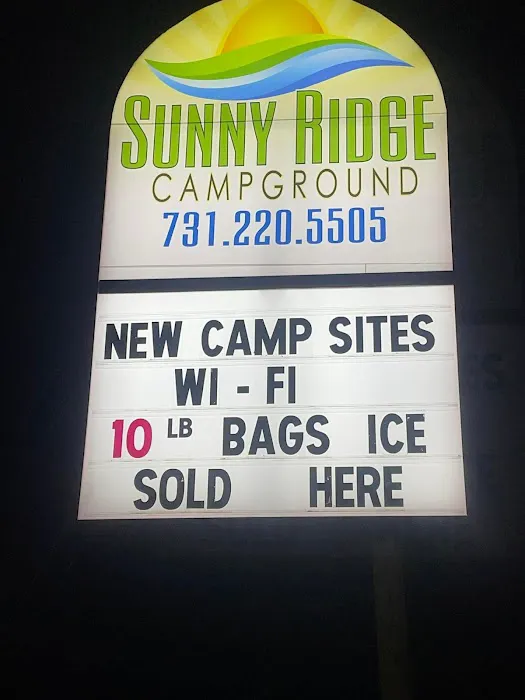 SUNNY RIDGE
CAMPGROUND
731.220.5505
NEW CAMP SITES
WI - FI
10 LB BAGS ICE
SOLD HERE